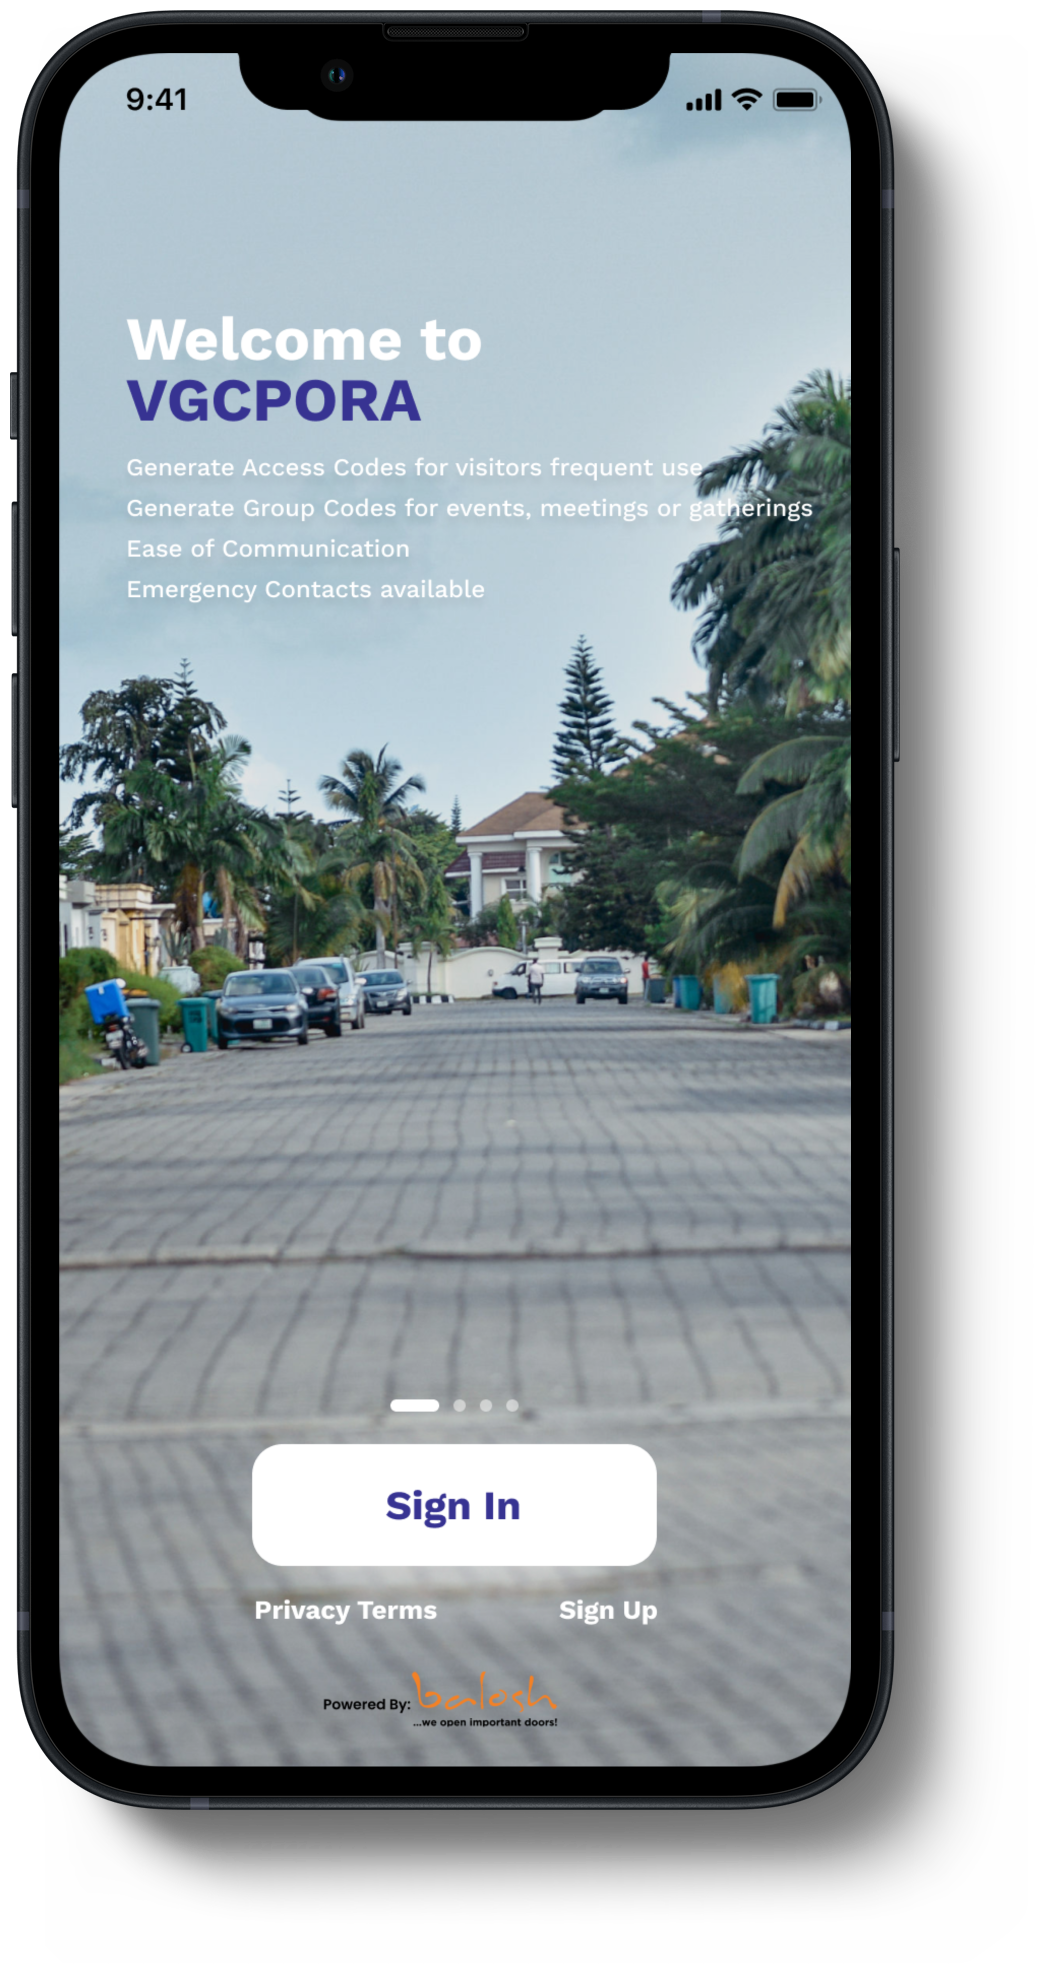 9:41
Welcome to
VGCPORA
Generate Access Codes for visitors frequent use
Generate Group Codes for events, meetings or gatherings
Ease of Communication
Emergency Contacts available
Sign In
Privacy Terms Sign Up
Powered By: balosh
...we open important doors!